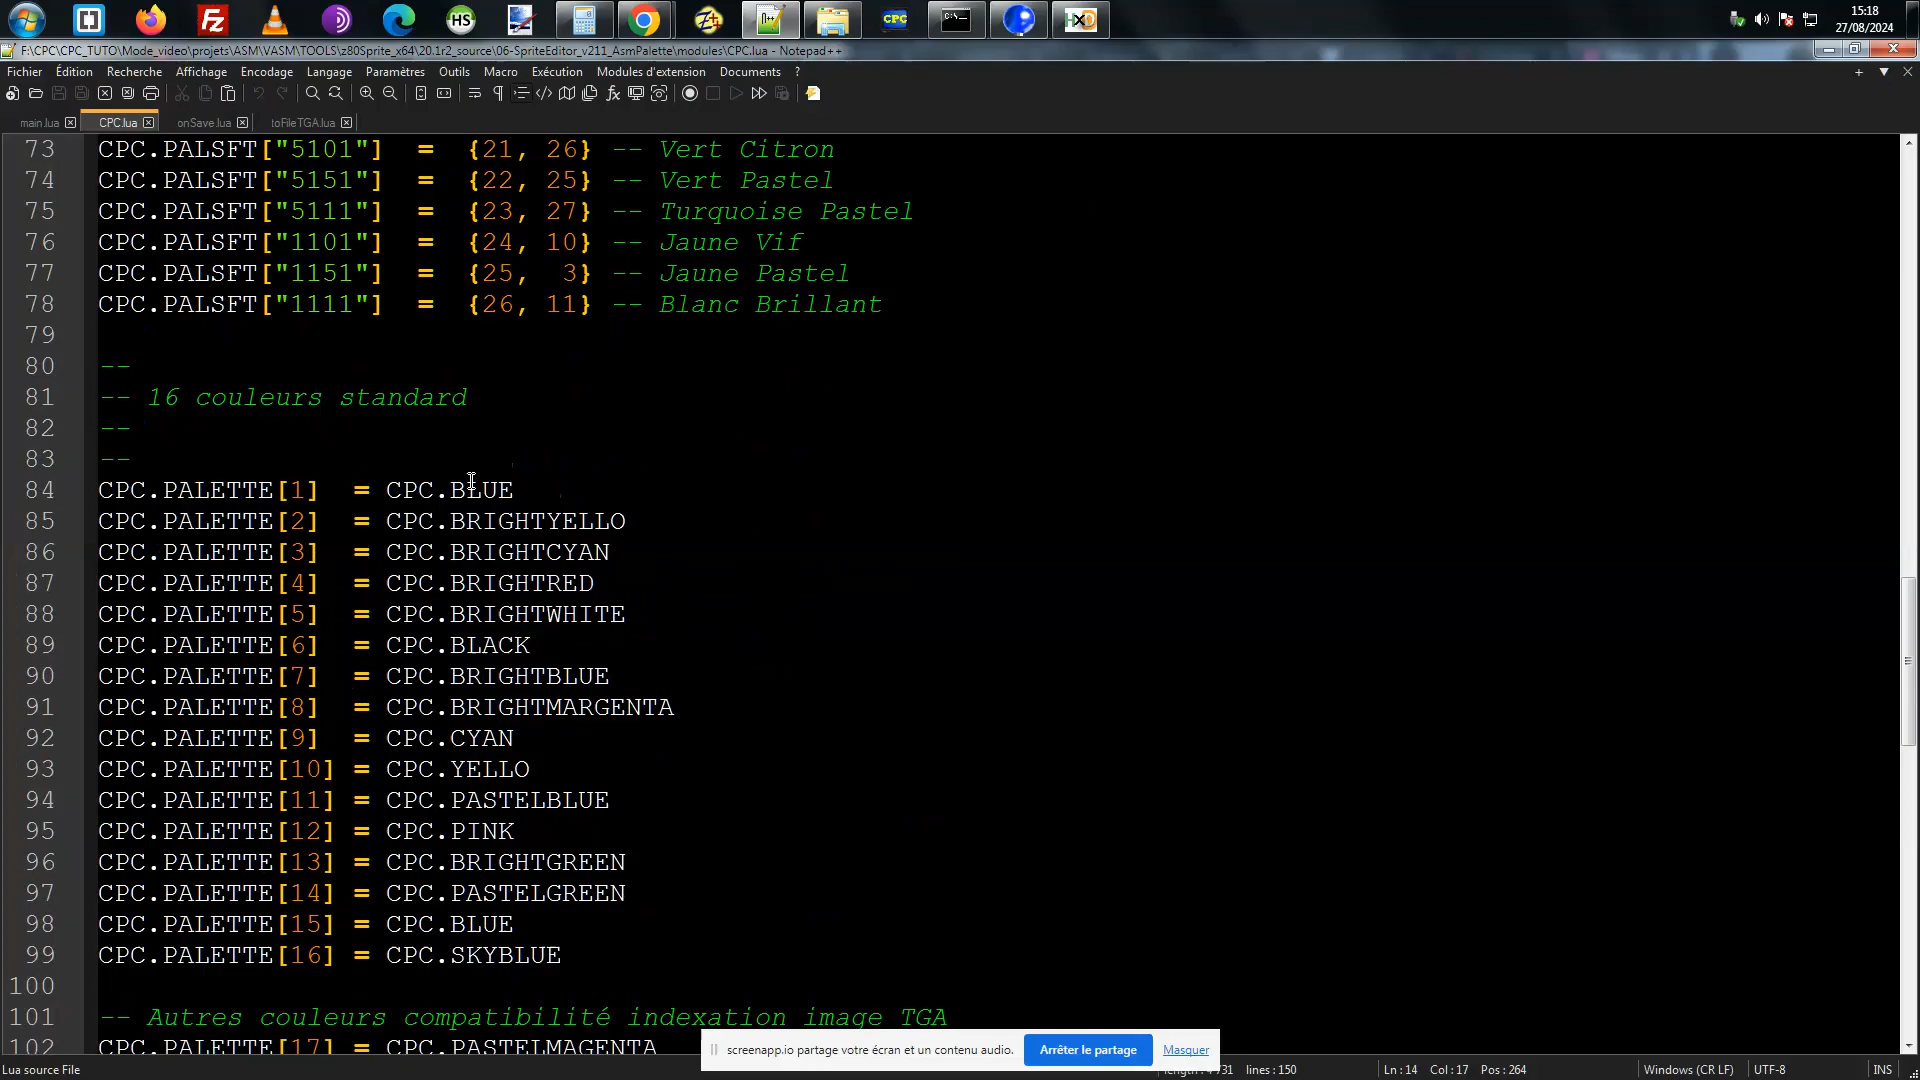 15:18
27/08/2024
F:\CPC\CPC_TUTO\Mode_video\projets\ASM\VASM\TOOLS\z80Sprite_x64\20.1r2_source\06-SpriteEditor_v211_AsmPalette\modules\CPC.lua - Notepad++
Fichier Édition Recherche Affichage Encodage Langage Paramètres Outils Macro Exécution Modules d'extension Documents ?
main.lua CPC.lua onSave.lua toFileTGA.lua
73 CPC.PALSFT["5101"] = {21, 26} -- Vert Citron
74 CPC.PALSFT["5151"] = {22, 25} -- Vert Pastel
75 CPC.PALSFT["5111"] = {23, 27} -- Turquoise Pastel
76 CPC.PALSFT["1101"] = {24, 10} -- Jaune Vif
77 CPC.PALSFT["1151"] = {25, 3} -- Jaune Pastel
78 CPC.PALSFT["1111"] = {26, 11} -- Blanc Brillant
79
80 --
81 -- 16 couleurs standard
82 --
83 --
84 CPC.PALETTE[1] = CPC.BLUE
85 CPC.PALETTE[2] = CPC.BRIGHTYELLO
86 CPC.PALETTE[3] = CPC.BRIGHTCYAN
87 CPC.PALETTE[4] = CPC.BRIGHTRED
88 CPC.PALETTE[5] = CPC.BRIGHTWHITE
89 CPC.PALETTE[6] = CPC.BLACK
90 CPC.PALETTE[7] = CPC.BRIGHTBLUE
91 CPC.PALETTE[8] = CPC.BRIGHTMARGENTA
92 CPC.PALETTE[9] = CPC.CYAN
93 CPC.PALETTE[10] = CPC.YELLO
94 CPC.PALETTE[11] = CPC.PASTELBLUE
95 CPC.PALETTE[12] = CPC.PINK
96 CPC.PALETTE[13] = CPC.BRIGHTGREEN
97 CPC.PALETTE[14] = CPC.PASTELGREEN
98 CPC.PALETTE[15] = CPC.BLUE
99 CPC.PALETTE[16] = CPC.SKYBLUE
100
101 -- Autres couleurs compatibilité indexation image TGA
102 CPC.PALETTE[17] = CPC.PASTELMAGENTA
screenapp.io partage votre écran et un contenu audio. Arrêter le partage Masquer
Lua source File lines : 150 Ln : 14 Col : 17 Pos : 264 Windows (CR LF) UTF-8 INS